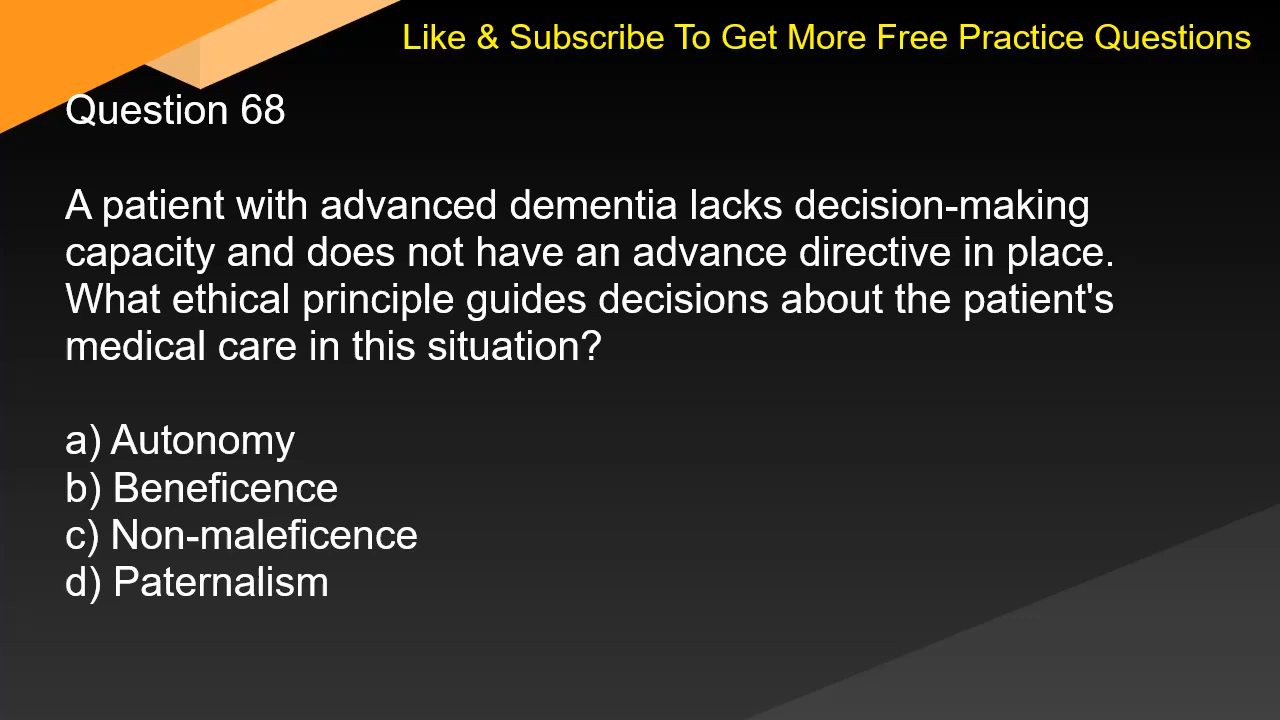 Like & Subscribe To Get More Free Practice Questions
Question 68
A patient with advanced dementia lacks decision-making
capacity and does not have an advance directive in place.
What ethical principle guides decisions about the patient's
medical care in this situation?
a) Autonomy
b) Beneficence
c) Non-maleficence
d) Paternalism